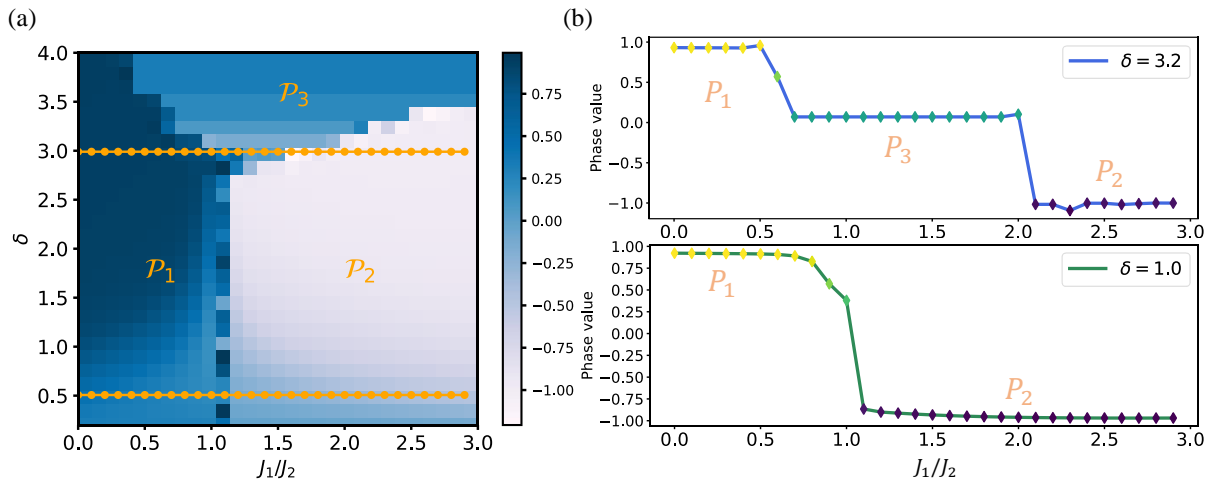 (a)
4.0
3.5
3.0
2.5
2.0
1.5
1.0
0.5
δ
0.0 0.5 1.0 1.5 2.0 2.5 3.0
J₁/J₂
𝒫₁
𝒫₂
𝒫₃
0.75
0.50
0.25
0.00
−0.25
−0.50
−0.75
−1.00
(b)
1.0
0.5
0.0
−0.5
−1.0
Phase value
P₁
P₃
P₂
δ = 3.2
0.0 0.5 1.0 1.5 2.0 2.5 3.0
1.00
0.75
0.50
0.25
0.00
−0.25
−0.50
−0.75
−1.00
Phase value
P₁
P₂
δ = 1.0
0.0 0.5 1.0 1.5 2.0 2.5 3.0
J₁/J₂